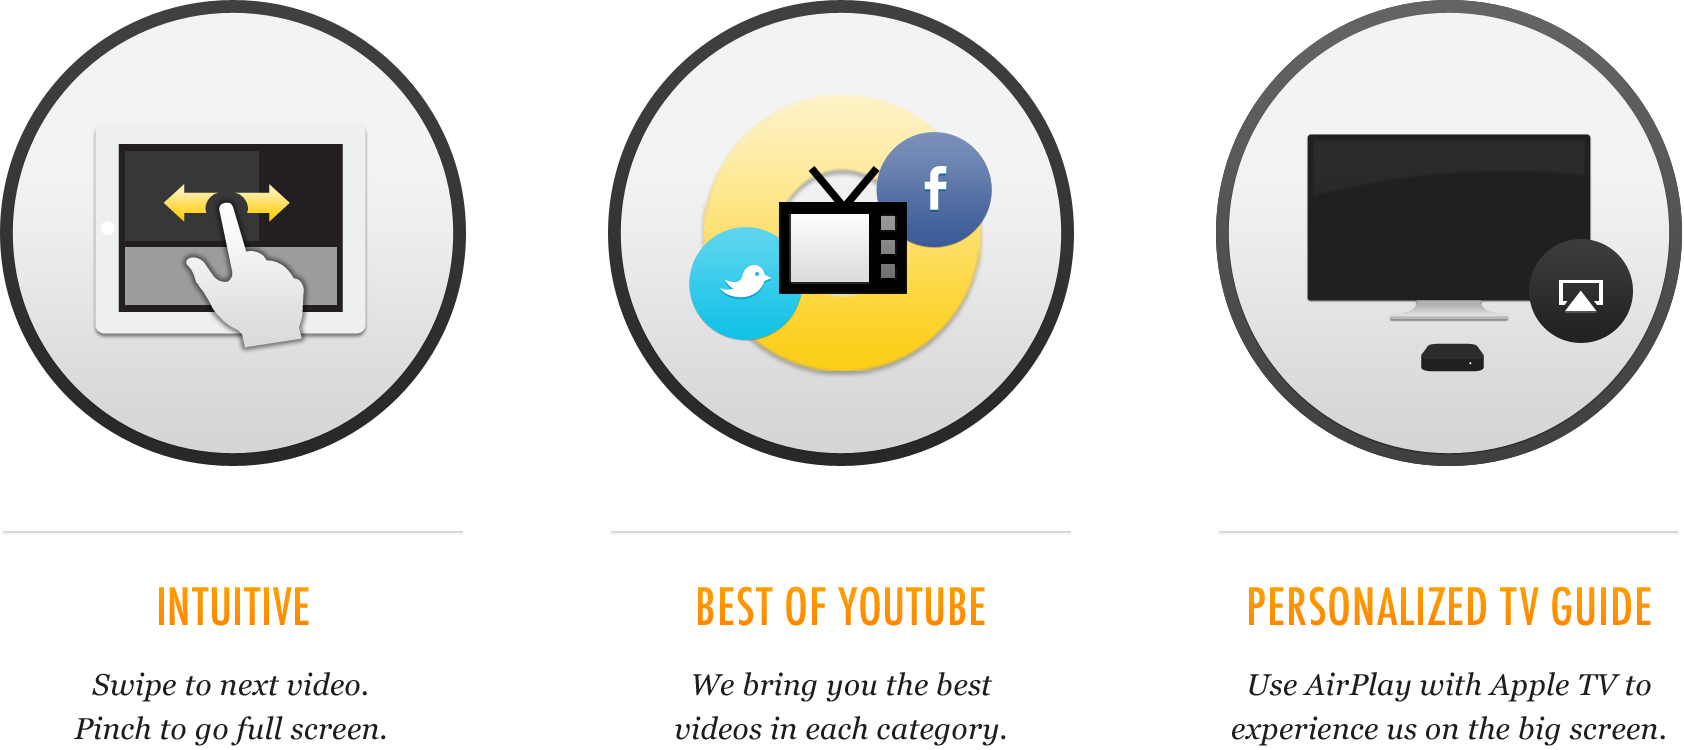 f
INTUITIVE
Swipe to next video.
Pinch to go full screen.
BEST OF YOUTUBE
We bring you the best
videos in each category.
PERSONALIZED TV GUIDE
Use AirPlay with Apple TV to
experience us on the big screen.